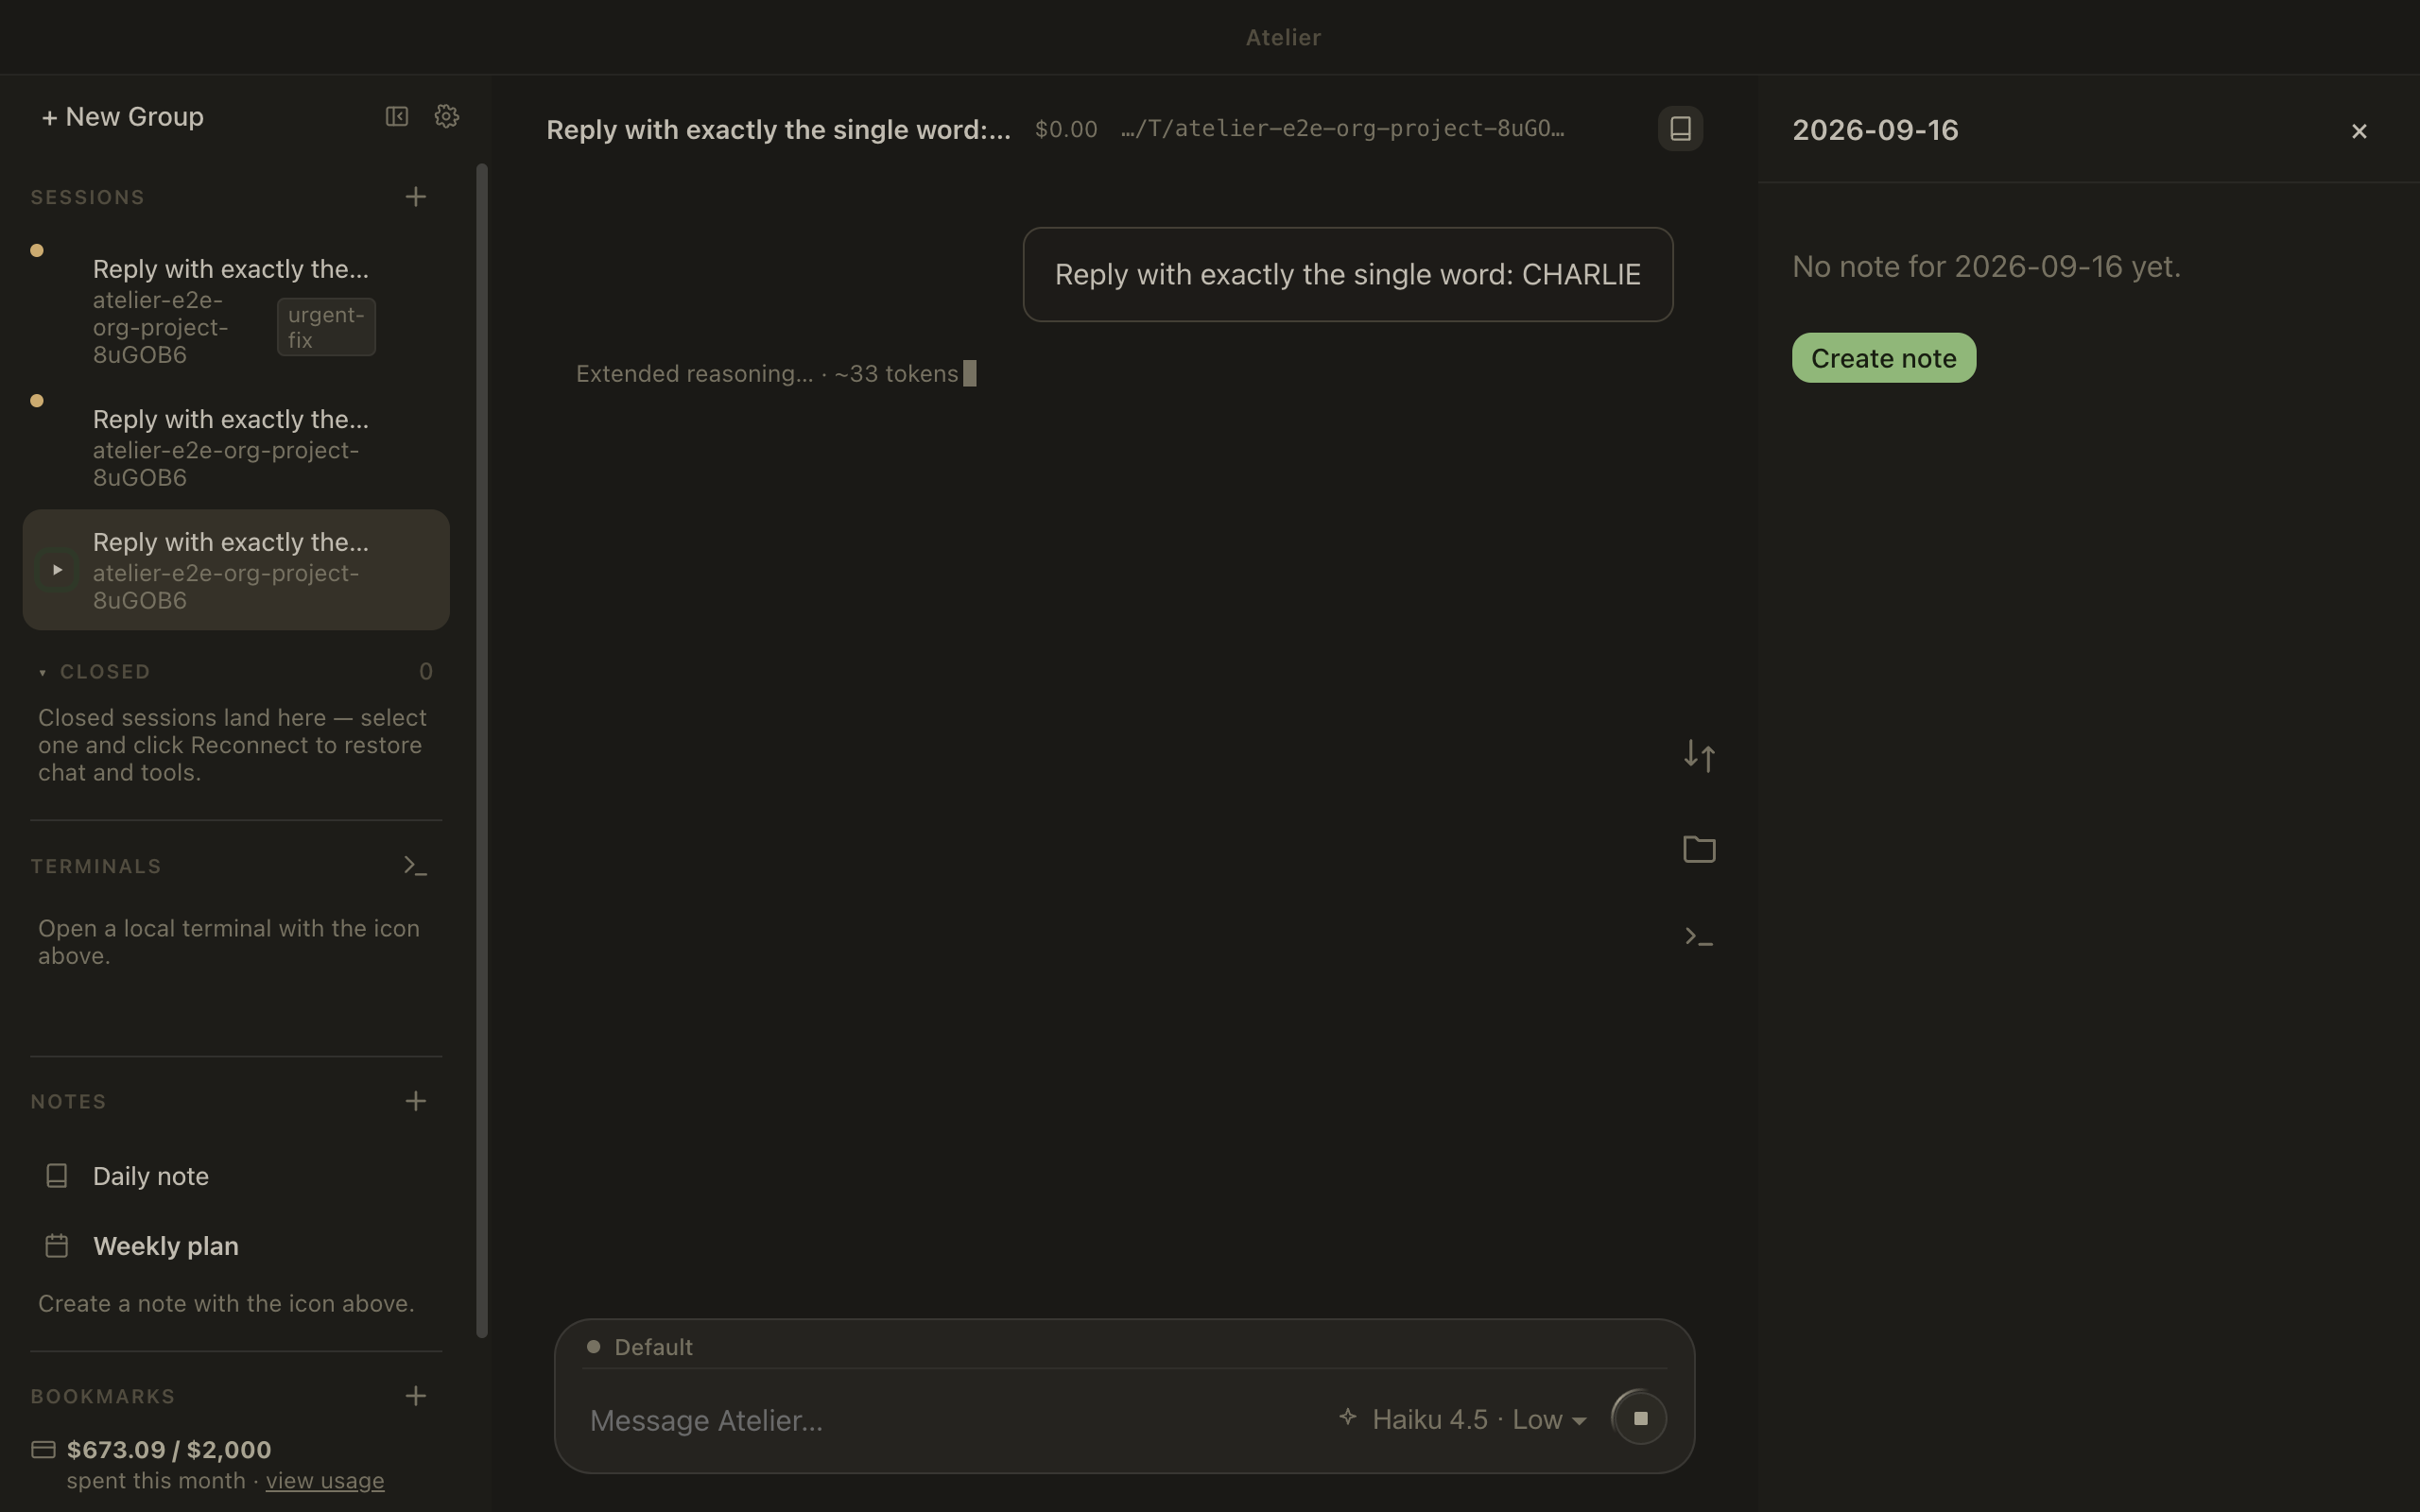 Atelier
+ New Group
SESSIONS
Reply with exactly the...
atelier-e2e-
org-project-
8uGOB6
urgent-
fix
Reply with exactly the...
atelier-e2e-org-project-
8uGOB6
Reply with exactly the...
atelier-e2e-org-project-
8uGOB6
CLOSED 0
Closed sessions land here — select
one and click Reconnect to restore
chat and tools.
TERMINALS
Open a local terminal with the icon
above.
NOTES
Daily note
Weekly plan
Create a note with the icon above.
BOOKMARKS
$673.09 / $2,000
spent this month · view usage
Reply with exactly the single word:... $0.00 …/T/atelier-e2e-org-project-8uGO…
Reply with exactly the single word: CHARLIE
Extended reasoning... · ~33 tokens
Default
Message Atelier...
Haiku 4.5 · Low
2026-09-16
No note for 2026-09-16 yet.
Create note